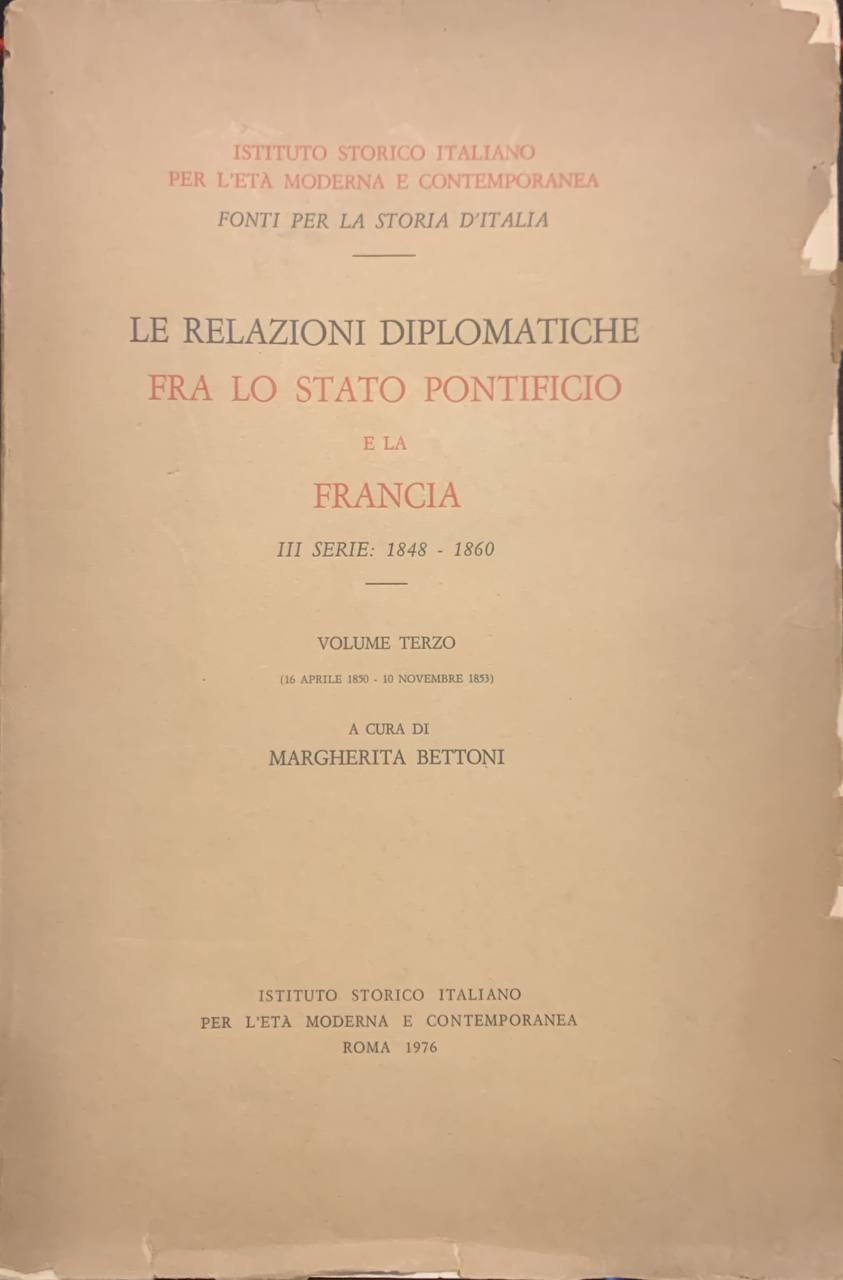 ISTITUTO STORICO ITALIANO
PER L'ETÀ MODERNA E CONTEMPORANEA
FONTI PER LA STORIA D'ITALIA
LE RELAZIONI DIPLOMATICHE
FRA LO STATO PONTIFICIO
E LA
FRANCIA
III SERIE: 1848 - 1860
VOLUME TERZO
(16 APRILE 1850 - 10 NOVEMBRE 1853)
A CURA DI
MARGHERITA BETTONI
ISTITUTO STORICO ITALIANO
PER L'ETÀ MODERNA E CONTEMPORANEA
ROMA 1976